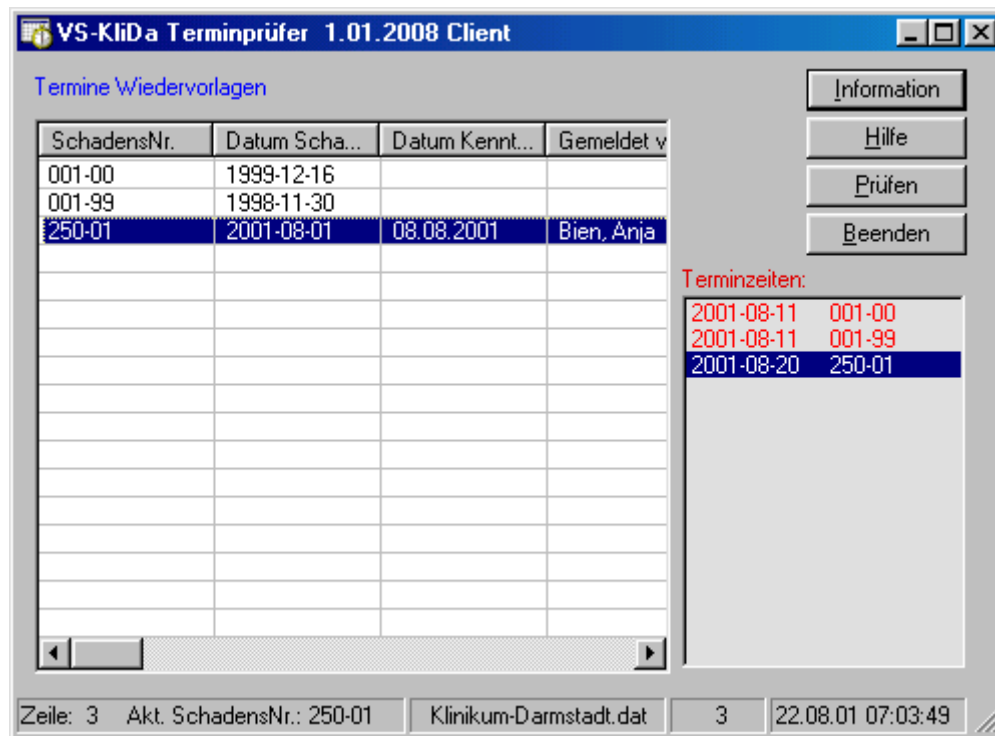 VS-KliDa Terminprüfer 1.01.2008 Client
Termine Wiedervorlagen
Information
Hilfe
Prüfen
Beenden
SchadensNr. Datum Scha... Datum Kennt... Gemeldet v
001-00 1999-12-16
001-99 1998-11-30
250-01 2001-08-01 08.08.2001 Bien, Anja
Terminzeiten:
2001-08-11 001-00
2001-08-11 001-99
2001-08-20 250-01
Zeile: 3 Akt. SchadensNr.: 250-01 Klinikum-Darmstadt.dat 3 22.08.01 07:03:49